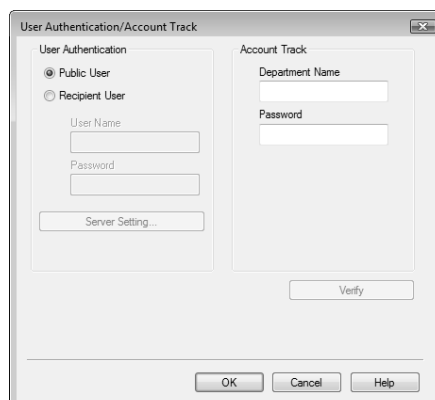 User Authentication/Account Track
User Authentication
Public User
Recipient User
User Name
Password
Server Setting...
Account Track
Department Name
Password
Verify
OK
Cancel
Help